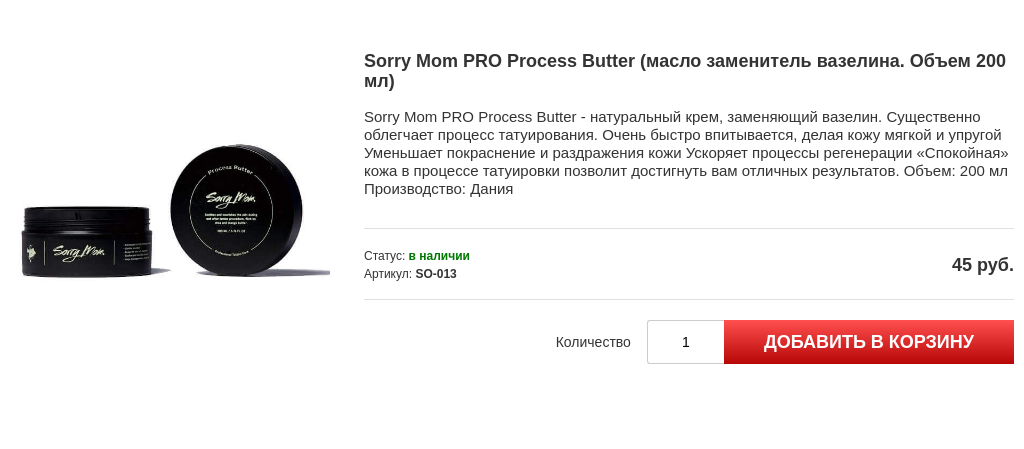 Sorry Mom PRO Process Butter (масло заменитель вазелина. Объем 200
мл)
Sorry Mom PRO Process Butter - натуральный крем, заменяющий вазелин. Существенно
облегчает процесс татуирования. Очень быстро впитывается, делая кожу мягкой и упругой
Уменьшает покраснение и раздражения кожи Ускоряет процессы регенерации «Спокойная»
кожа в процессе татуировки позволит достигнуть вам отличных результатов. Объем: 200 мл
Производство: Дания
Process Butter
Sorry Mom.
Sorry Mom.
Статус: в наличии
Артикул: SO-013
45 руб.
Количество
1
ДОБАВИТЬ В КОРЗИНУ